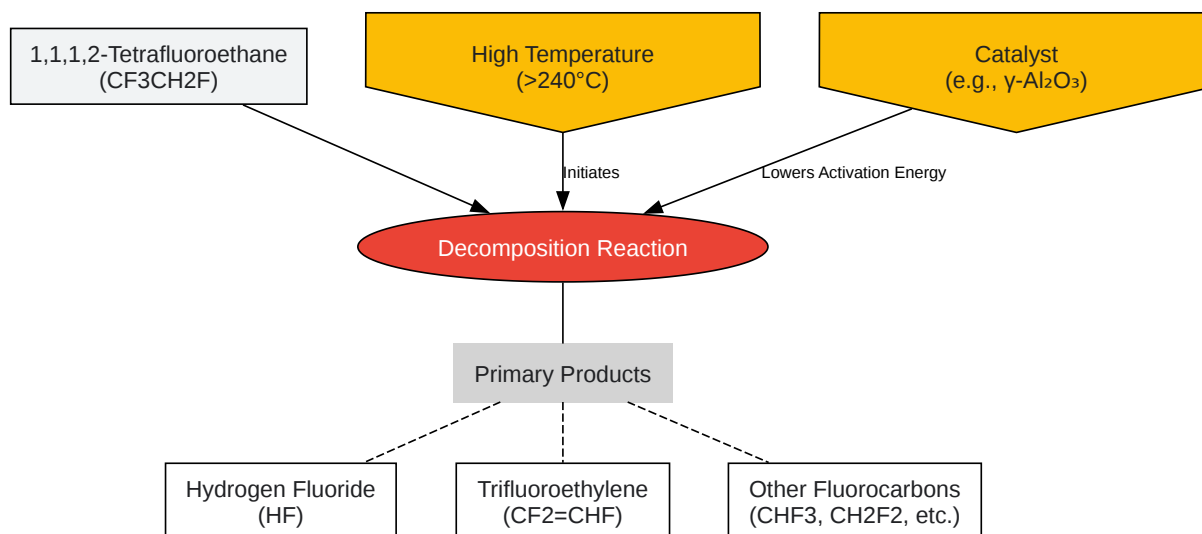 1,1,1,2-Tetrafluoroethane
(CF3CH2F)
High Temperature
(>240°C)
Catalyst
(e.g., γ-Al₂O₃)
Initiates
Lowers Activation Energy
Decomposition Reaction
Primary Products
Hydrogen Fluoride
(HF)
Trifluoroethylene
(CF2=CHF)
Other Fluorocarbons
(CHF3, CH2F2, etc.)